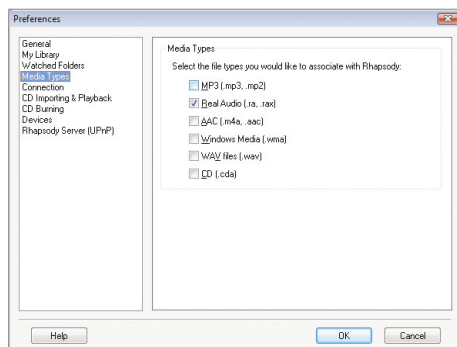 Preferences
General
My Library
Watched Folders
Media Types
Connection
CD Importing & Playback
CD Burning
Devices
Rhapsody Server (UPnP)
Media Types
Select the file types you would like to associate with Rhapsody:
MP3 (.mp3, .mp2)
Real Audio (.ra, .rax)
AAC (.m4a, .aac)
Windows Media (.wma)
WAV files (.wav)
CD (.cda)
Help
OK
Cancel